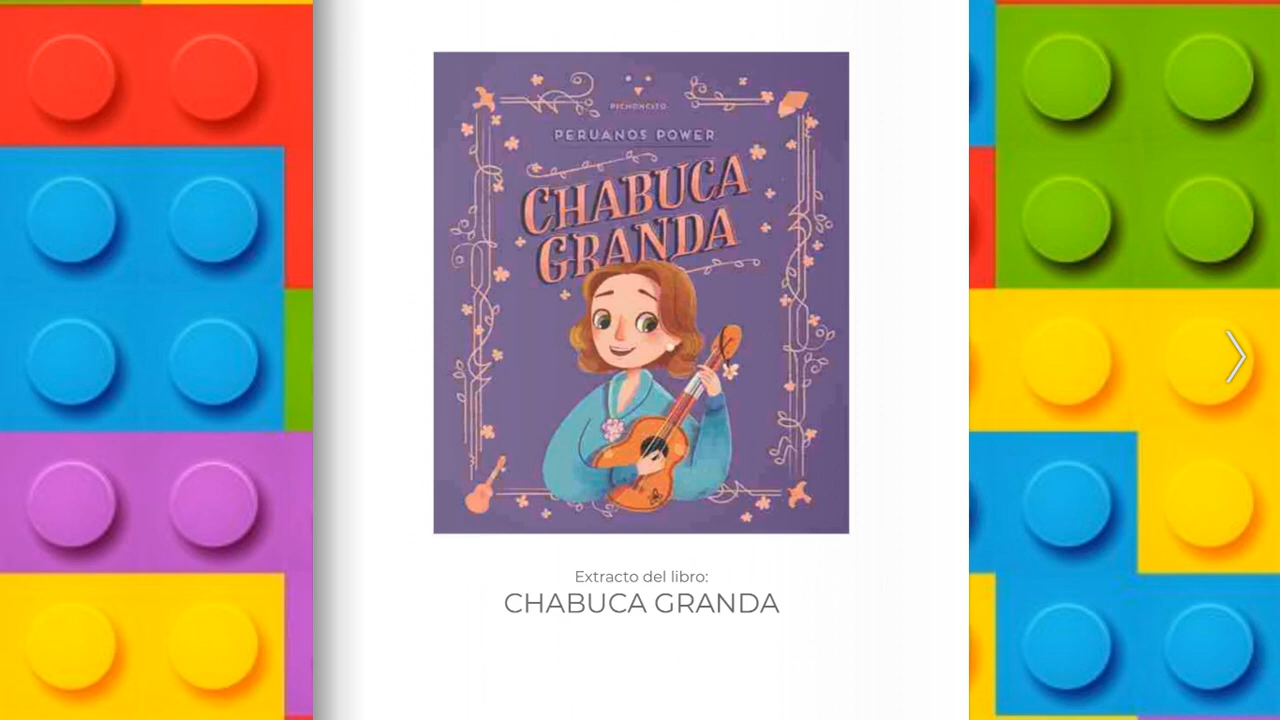 PICHONCITO
PERUANOS POWER
CHABUCA
GRANDA
Extracto del libro:
CHABUCA GRANDA